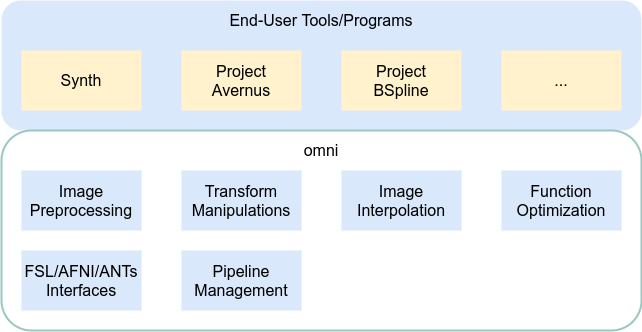 End-User Tools/Programs
Synth
Project
Avernus
Project
BSpline
...
omni
Image
Preprocessing
Transform
Manipulations
Image
Interpolation
Function
Optimization
FSL/AFNI/ANTs
Interfaces
Pipeline
Management